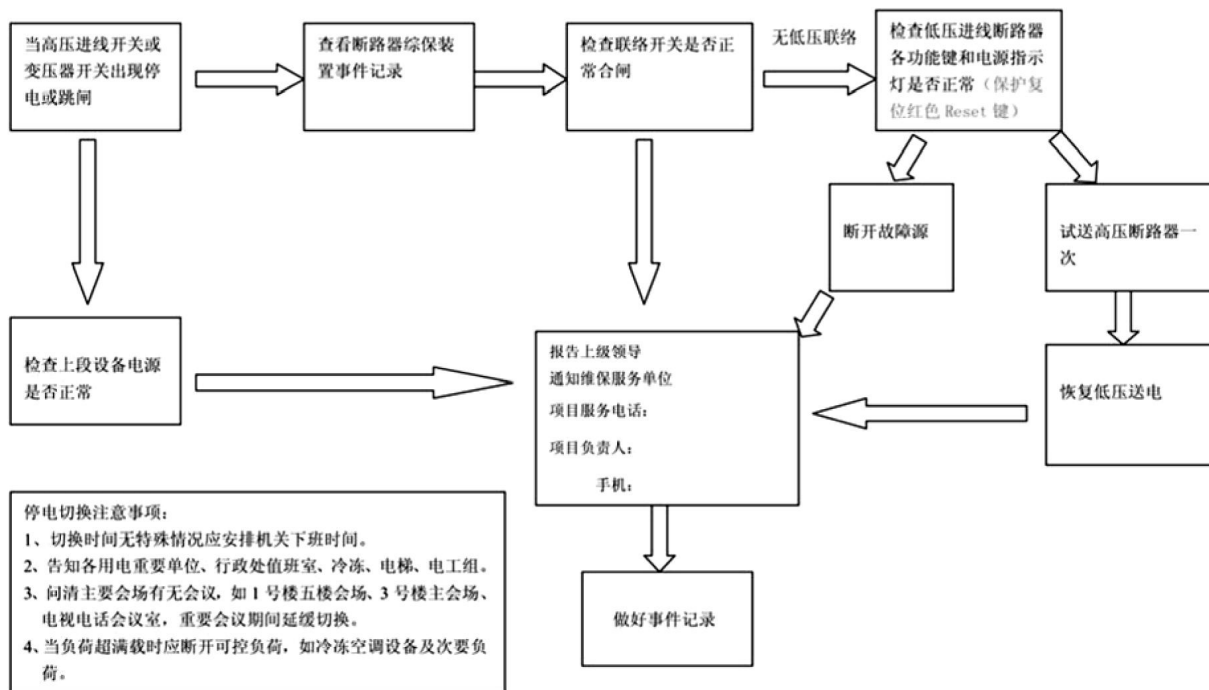 当高压进线开关或
变压器开关出现停
电或跳闸
查看断路器综保装
置事件记录
检查联络开关是否正
常合闸
无低压联络
检查低压进线断路器
各功能键和电源指示
灯是否正常（保护复
位红色 Reset 键）
断开故障源
试送高压断路器一
次
检查上段设备电源
是否正常
报告上级领导
通知维保服务单位
项目服务电话：
项目负责人：
手机：
恢复低压送电
停电切换注意事项：
1、切换时间无特殊情况应安排机关下班时间。
2、告知各用电重要单位、行政处值班室、冷冻、电梯、电工组。
3、问清主要会场有无会议，如 1 号楼五楼会场、3 号楼主会场、
电视电话会议室，重要会议期间延缓切换。
4、当负荷超满载时应断开可控负荷，如冷冻空调设备及次要负
荷。
做好事件记录